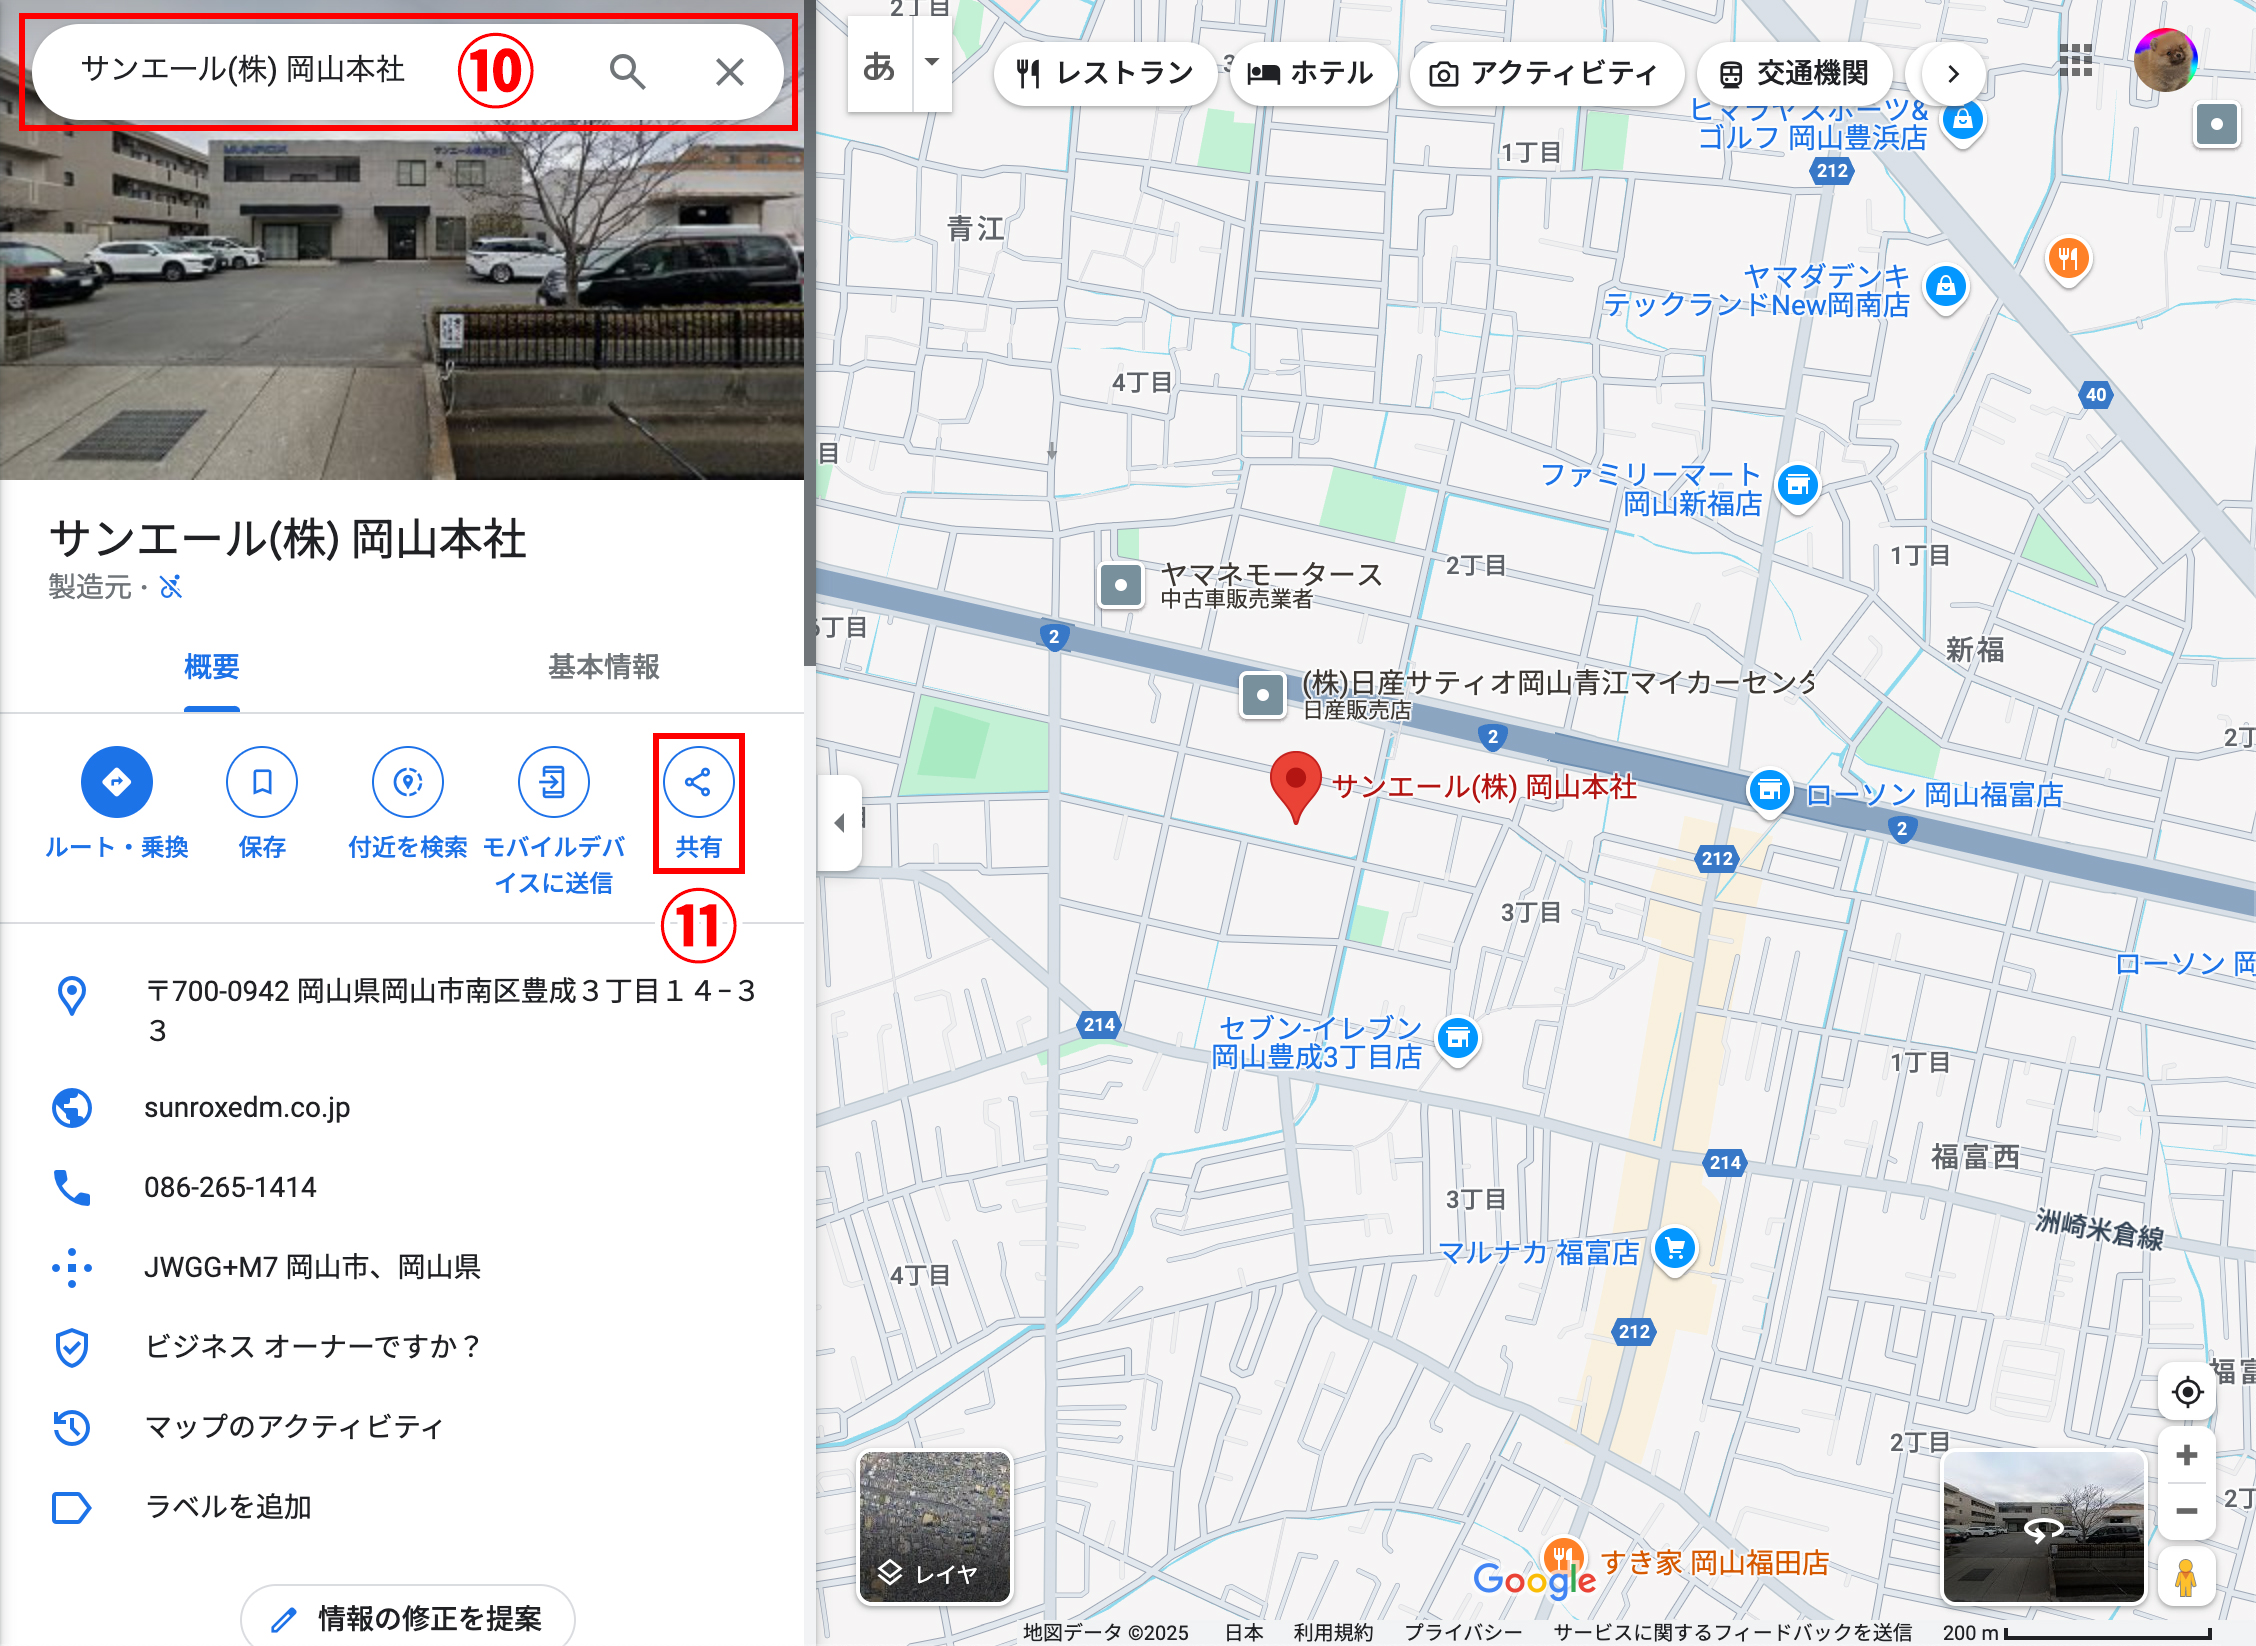 サンエール(株) 岡山本社
⑩
サンエール(株) 岡山本社
製造元・
概要
基本情報
ルート・乗換
保存
付近を検索
モバイルデバ
イスに送信
共有
⑪
〒700-0942 岡山県岡山市南区豊成３丁目１４−３
３
sunroxedm.co.jp
086-265-1414
JWGG+M7 岡山市、岡山県
ビジネス オーナーですか？
マップのアクティビティ
ラベルを追加
情報の修正を提案
2丁目
あ
レストラン
ホテル
アクティビティ
交通機関
ヒマラヤスポーツ&
ゴルフ 岡山豊浜店
1丁目
212
青江
ヤマダデンキ
テックランドNew岡南店
4丁目
40
目
ファミリーマート
岡山新福店
2丁目
1丁目
ヤマネモータース
中古車販売業者
5丁目
2
新福
(株)日産サティオ岡山青江マイカーセンタ
日産販売店
2
2丁
サンエール(株) 岡山本社
ローソン 岡山福富店
2
212
3丁目
ローソン 岡
214
セブン-イレブン
岡山豊成3丁目店
1丁目
214
福富西
3丁目
洲崎米倉線
マルナカ 福富店
4丁目
212
福富
2丁目
2丁
レイヤ
すき家 岡山福田店
Google
地図データ ©2025
日本
利用規約
プライバシー
サービスに関するフィードバックを送信
200 m